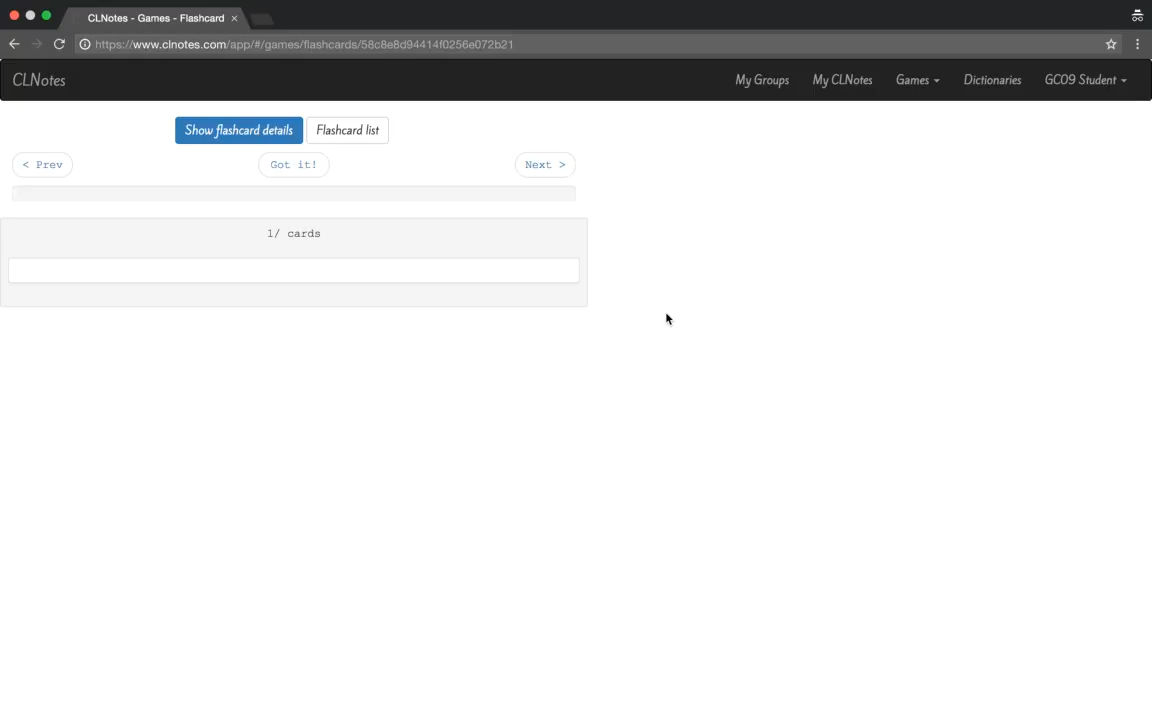 CLNotes - Games - Flashcard
https://www.clnotes.com/app/#/games/flashcards/58c8e8d94414f0256e072b21
CLNotes My Groups My CLNotes Games Dictionaries GC09 Student
Show flashcard details Flashcard list
< Prev Got it! Next >
1/ cards